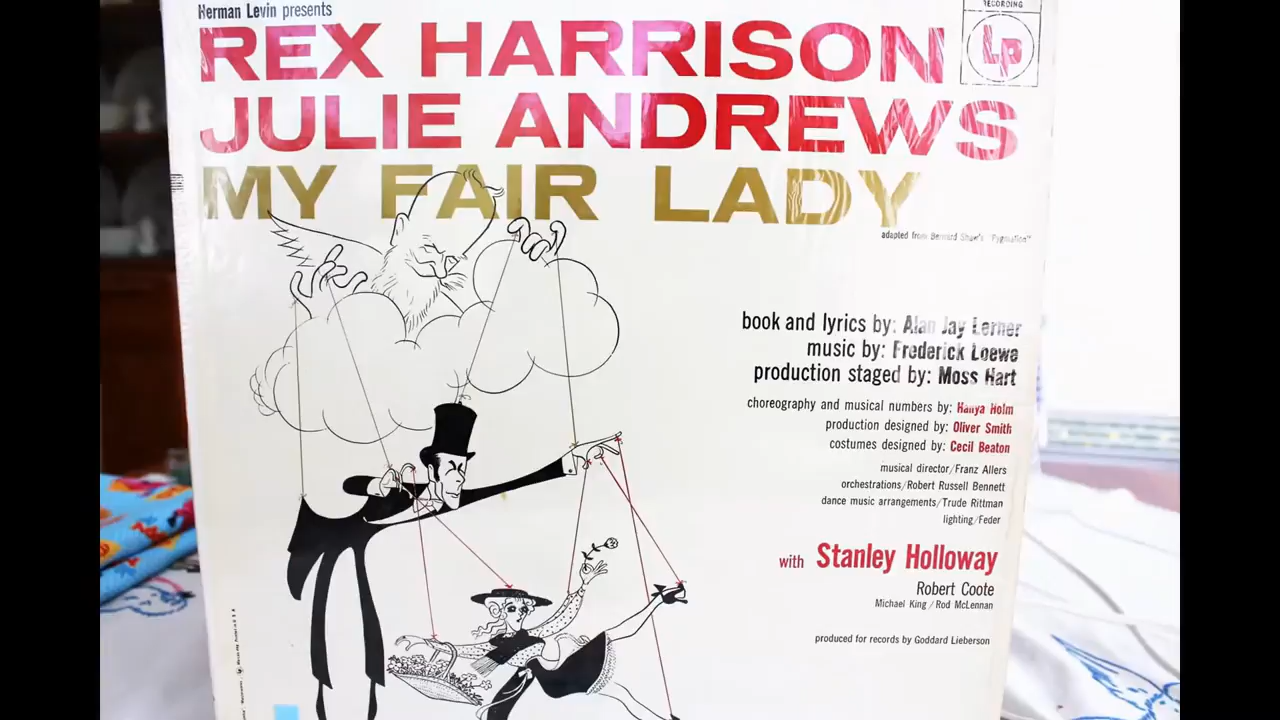 Herman Levin presents
REX HARRISON
JULIE ANDREWS
MY FAIR LADY
RECORDING
Lp
adapted from Bernard Shaw's "Pygmalion"
book and lyrics by: Alan Jay Lerner
music by: Frederick Loewe
production staged by: Moss Hart
choreography and musical numbers by: Hanya Holm
production designed by: Oliver Smith
costumes designed by: Cecil Beaton
musical director/Franz Allers
orchestrations/Robert Russell Bennett
dance music arrangements/Trude Rittman
lighting/Feder
with Stanley Holloway
Robert Coote
Michael King/Rod McLennan
produced for records by Goddard Lieberson